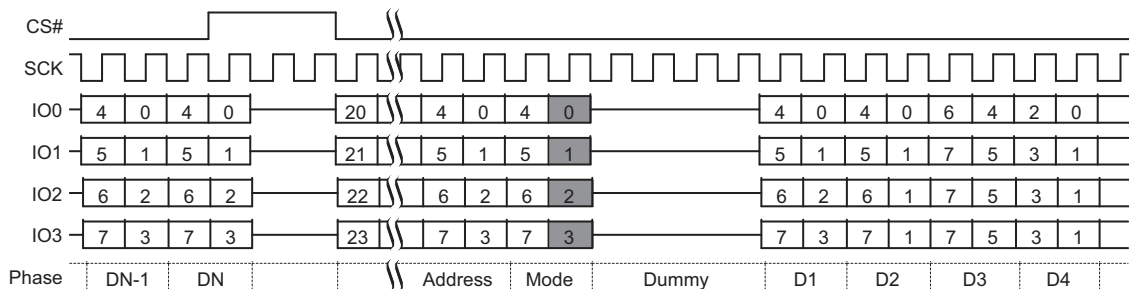 CS#
SCK
IO0 4 0 4 0 20 4 0 4 0 4 0 4 0 6 4 2 0
IO1 5 1 5 1 21 5 1 5 1 5 1 5 1 7 5 3 1
IO2 6 2 6 2 22 6 2 6 2 6 2 6 1 7 5 3 1
IO3 7 3 7 3 23 7 3 7 3 7 3 7 1 7 5 3 1
Phase DN-1 DN Address Mode Dummy D1 D2 D3 D4